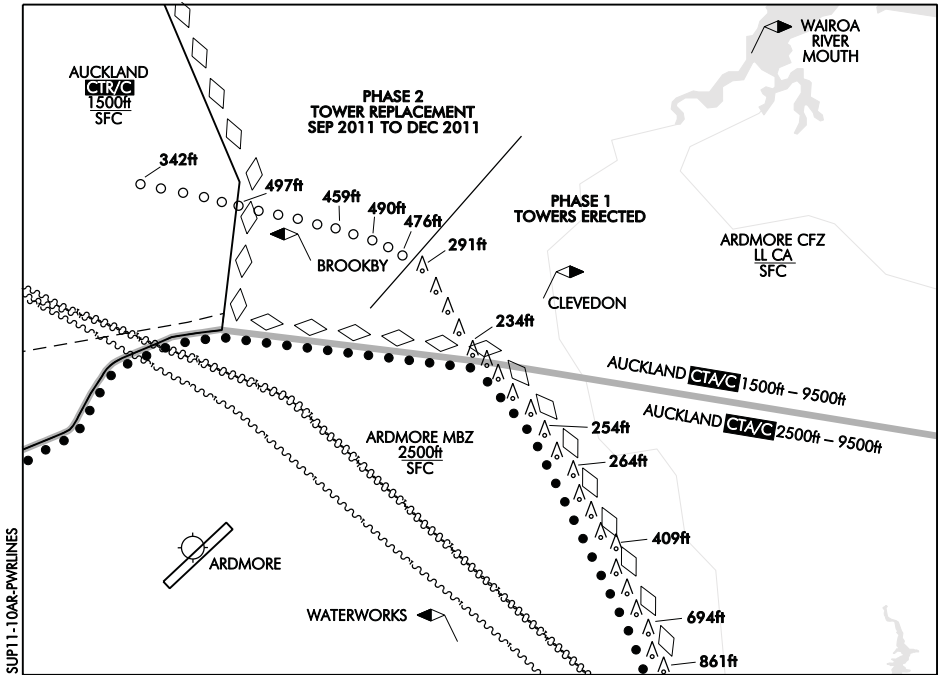 WAIROA
RIVER
MOUTH
AUCKLAND
CTR/C
1500ft
SFC
PHASE 2
TOWER REPLACEMENT
SEP 2011 TO DEC 2011
342ft
497ft
459ft
490ft
476ft
PHASE 1
TOWERS ERECTED
291ft
BROOKBY
ARDMORE CFZ
LL CA
SFC
CLEVEDON
234ft
AUCKLAND CTA/C 1500ft – 9500ft
AUCKLAND CTA/C 2500ft – 9500ft
254ft
ARDMORE MBZ
2500ft
SFC
264ft
409ft
ARDMORE
WATERWORKS
694ft
861ft
SUP11-10AR-PWRLINES